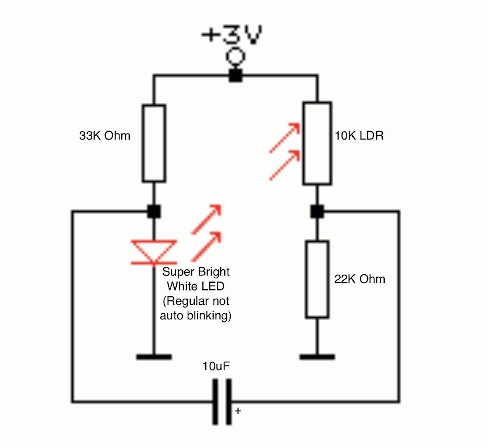 +3V
33K Ohm
10K LDR
Super Bright
White LED
(Regular not
auto blinking)
22K Ohm
10uF
+